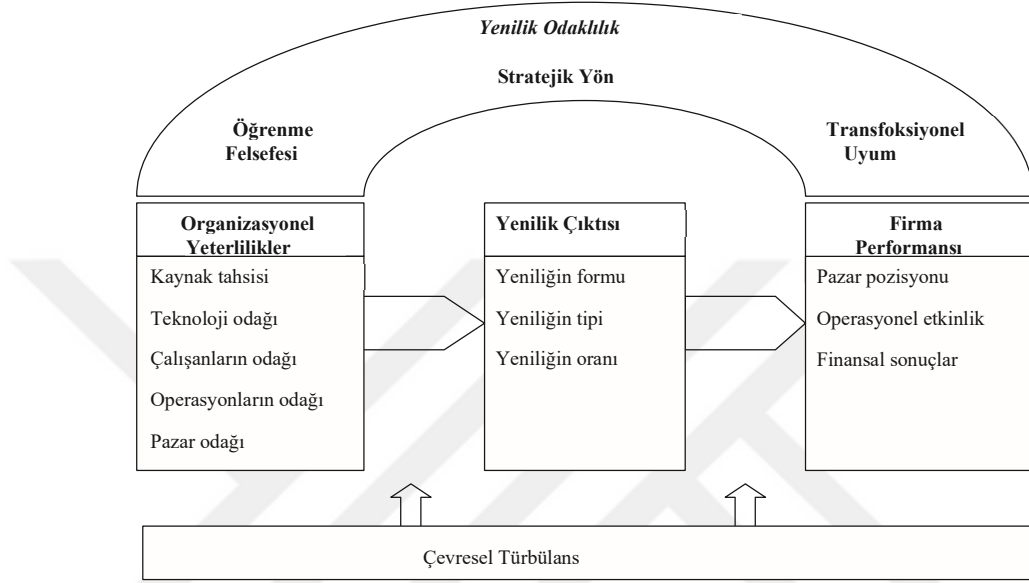 Yenilik Odaklılık
Stratejik Yön
Öğrenme
Felsefesi
Transfoksiyonel
Uyum
Organizasyonel
Yeterlilikler
Kaynak tahsisi
Teknoloji odağı
Çalışanların odağı
Operasyonların odağı
Pazar odağı
Yenilik Çıktısı
Yeniliğin formu
Yeniliğin tipi
Yeniliğin oranı
Firma
Performansı
Pazar pozisyonu
Operasyonel etkinlik
Finansal sonuçlar
Çevresel Türbülans